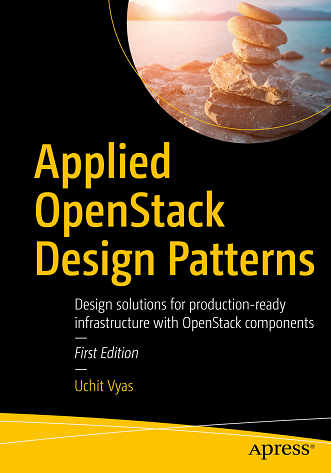 Applied
OpenStack
Design Patterns
Design solutions for production-ready
infrastructure with OpenStack components
—
First Edition
—
Uchit Vyas
Apress®